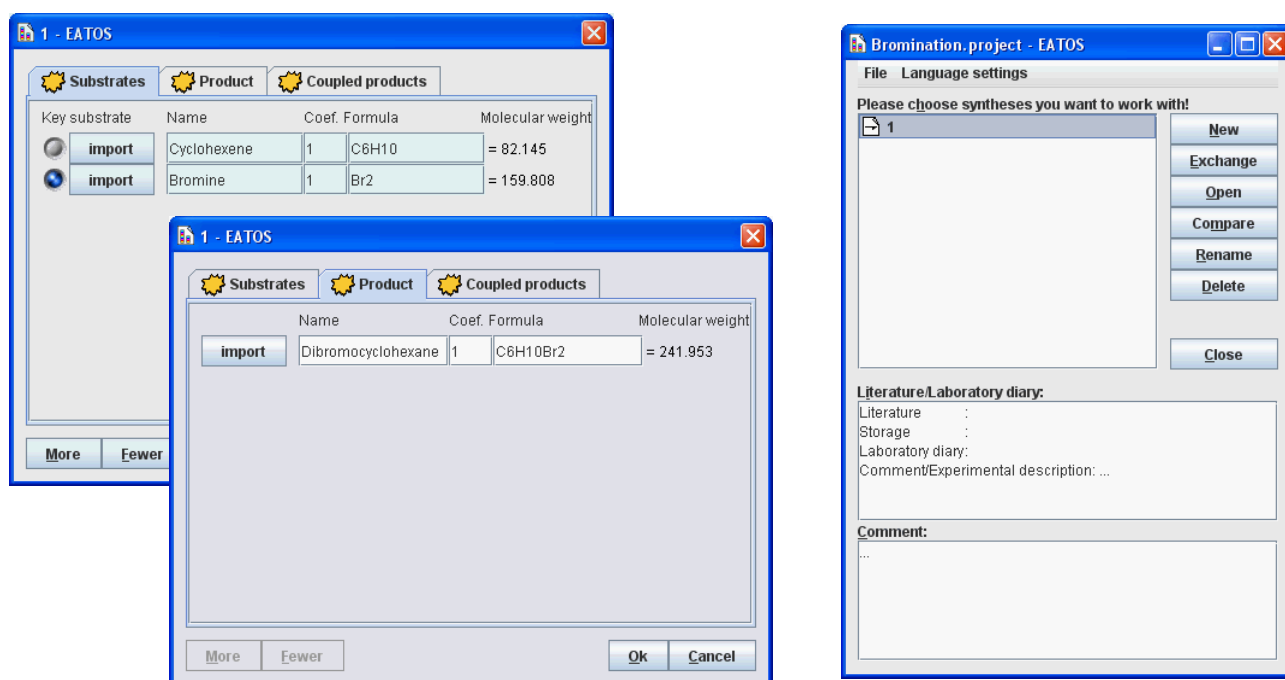 1 - EATOS
Substrates Product Coupled products
Key substrate Name Coef. Formula Molecular weight
import Cyclohexene 1 C6H10 = 82.145
import Bromine 1 Br2 = 159.808
More Fewer
1 - EATOS
Substrates Product Coupled products
Name Coef. Formula Molecular weight
import Dibromocyclohexane 1 C6H10Br2 = 241.953
More Fewer Ok Cancel
Bromination.project - EATOS
File Language settings
Please choose syntheses you want to work with!
1
New
Exchange
Open
Compare
Rename
Delete
Close
Literature/Laboratory diary:
Literature :
Storage :
Laboratory diary:
Comment/Experimental description: ...
Comment:
...